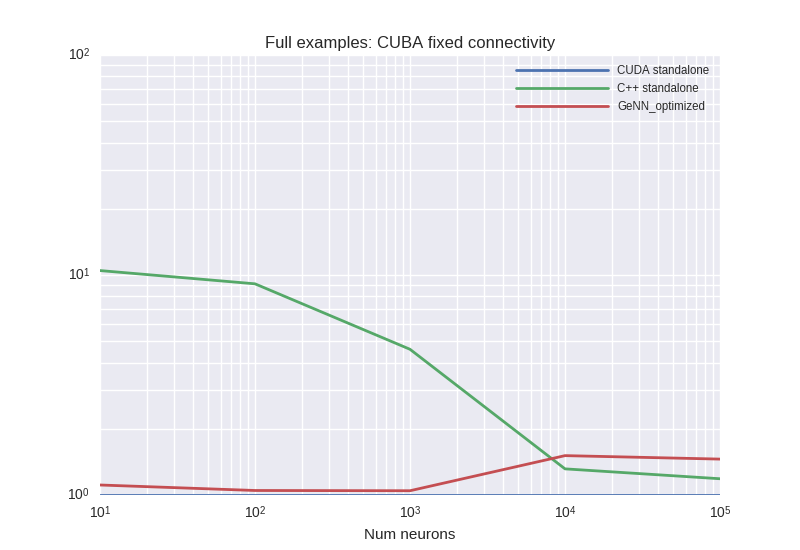 Full examples: CUBA fixed connectivity
10²
CUDA standalone
C++ standalone
GeNN_optimized
10¹
10⁰
10¹ 10² 10³ 10⁴ 10⁵
Num neurons